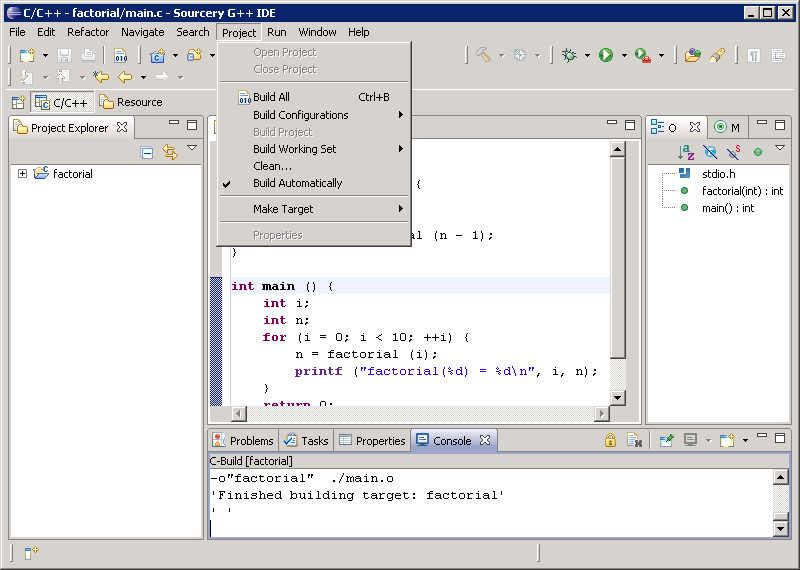 C/C++ - factorial/main.c - Sourcery G++ IDE
File Edit Refactor Navigate Search Project Run Window Help
Open Project
Close Project
Build All Ctrl+B
Build Configurations
Build Project
Build Working Set
Clean...
Build Automatically
Make Target
Properties
C/C++ Resource
Project Explorer
factorial
O M
stdio.h
factorial(int) : int
main() : int
{
(n - 1);
}
int main () {
int i;
int n;
for (i = 0; i < 10; ++i) {
n = factorial (i);
printf ("factorial(%d) = %d\n", i, n);
}
return 0;
Problems Tasks Properties Console
C-Build [factorial]
-o"factorial" ./main.o
'Finished building target: factorial'
' '